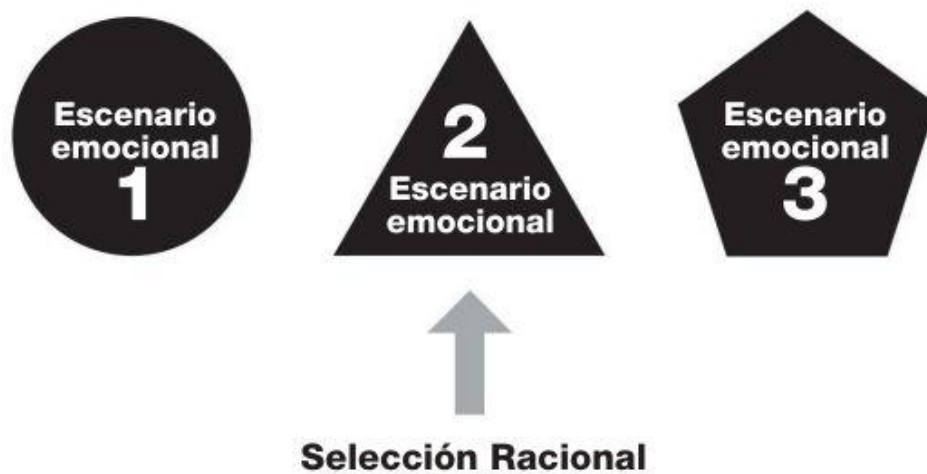 Escenario
emocional
1
2
Escenario
emocional
Escenario
emocional
3
Selección Racional